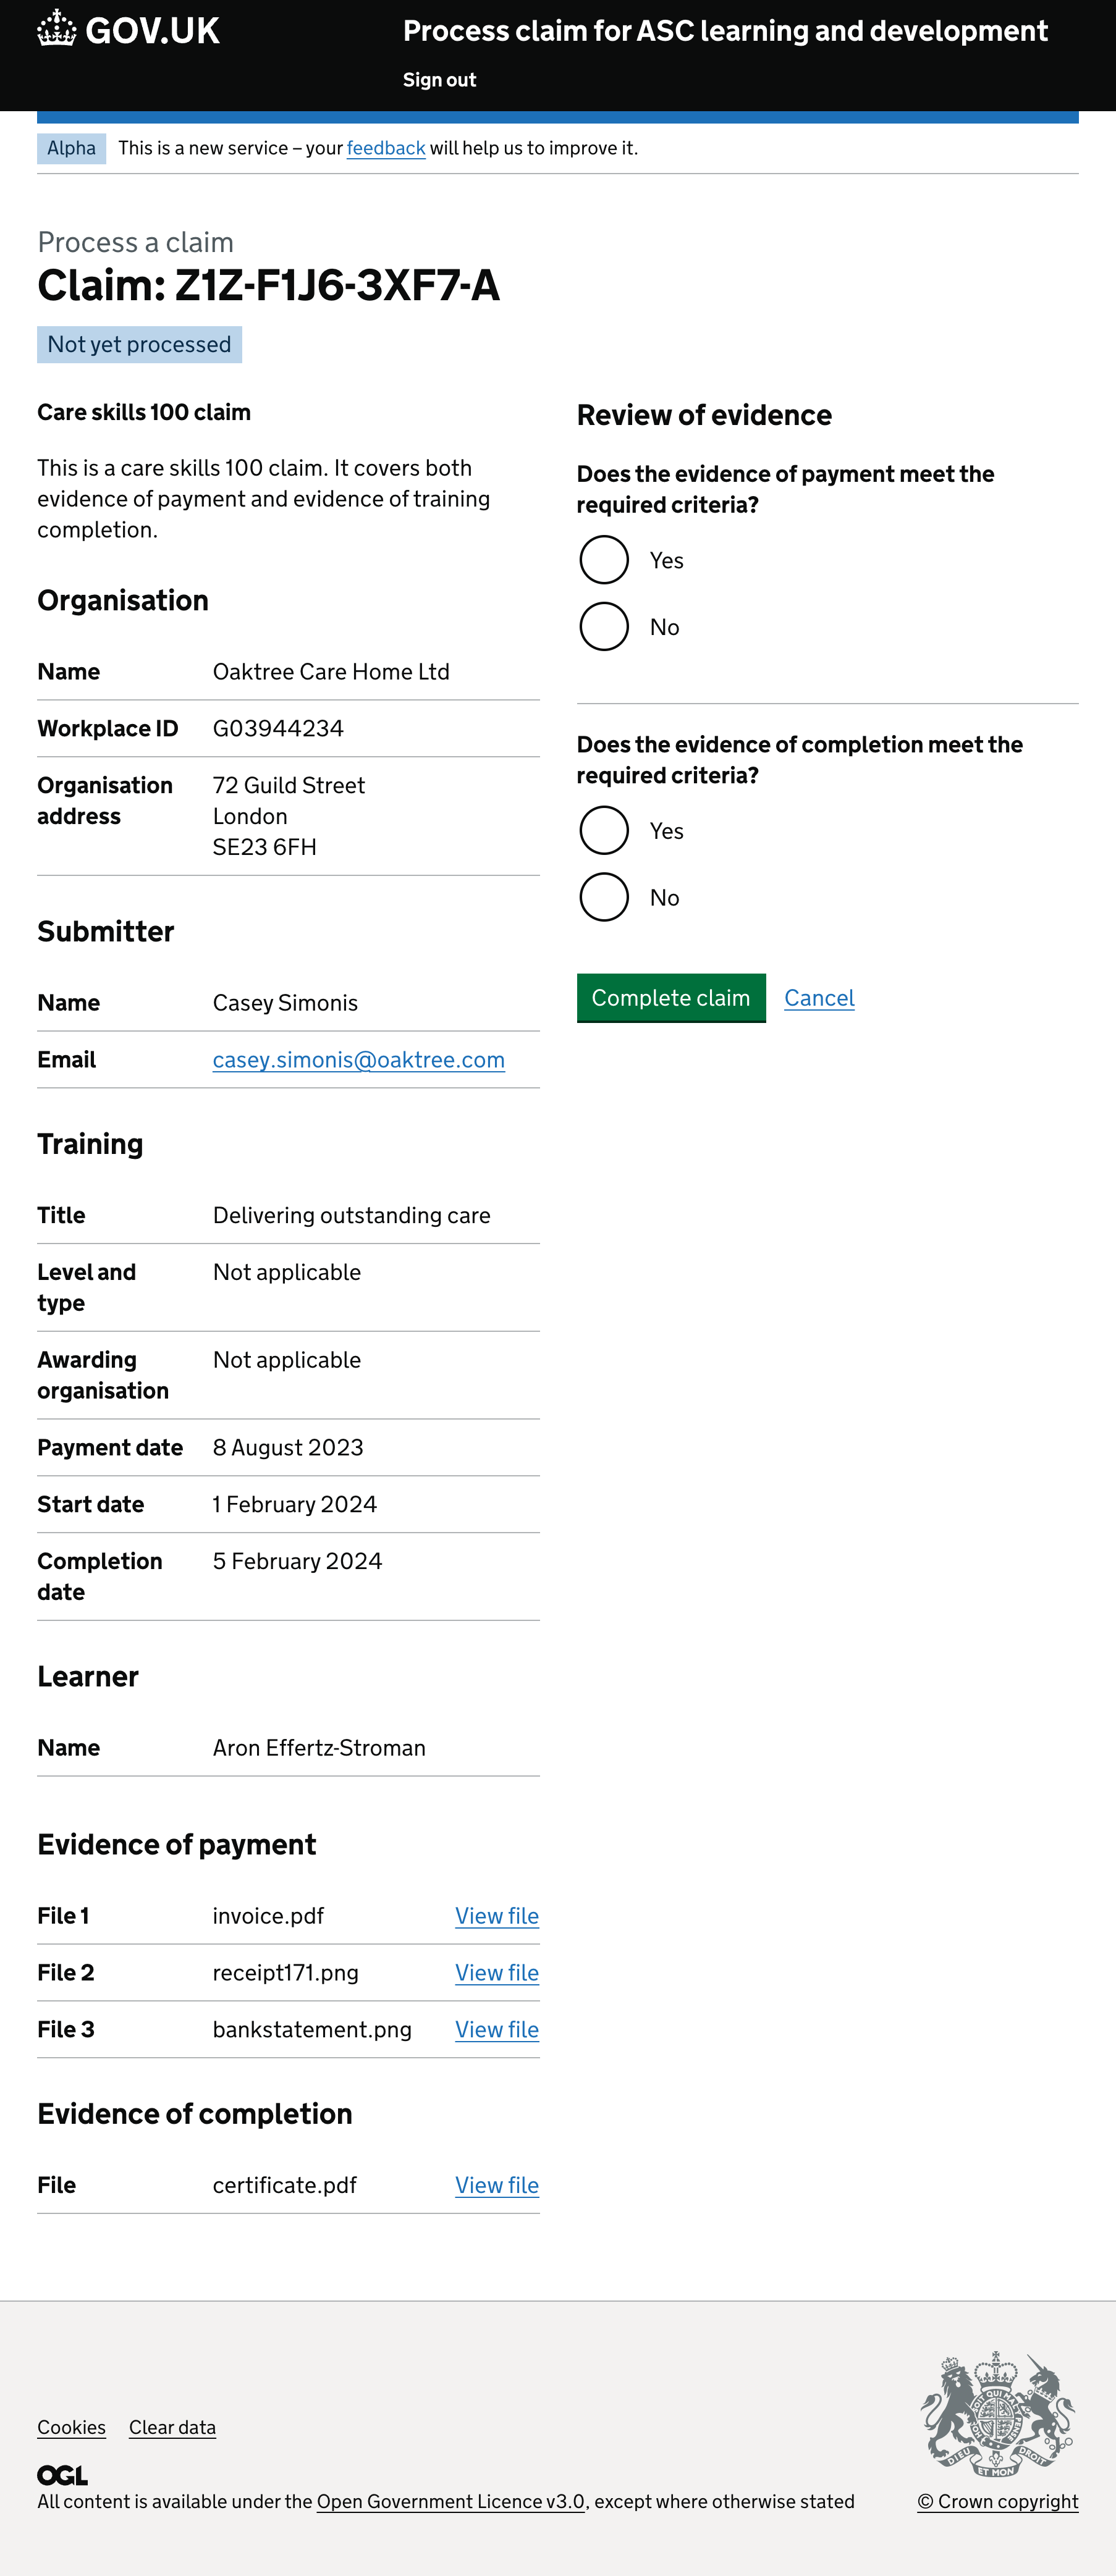 GOV.UK
Process claim for ASC learning and development
Sign out
Alpha This is a new service – your feedback will help us to improve it.
Process a claim
Claim: Z1Z-F1J6-3XF7-A
Not yet processed
Care skills 100 claim
This is a care skills 100 claim. It covers both
evidence of payment and evidence of training
completion.
Organisation
Name Oaktree Care Home Ltd
Workplace ID G03944234
Organisation 72 Guild Street
address London
SE23 6FH
Submitter
Name Casey Simonis
Email casey.simonis@oaktree.com
Training
Title Delivering outstanding care
Level and Not applicable
type
Awarding Not applicable
organisation
Payment date 8 August 2023
Start date 1 February 2024
Completion 5 February 2024
date
Learner
Name Aron Effertz-Stroman
Evidence of payment
File 1 invoice.pdf View file
File 2 receipt171.png View file
File 3 bankstatement.png View file
Evidence of completion
File certificate.pdf View file
Review of evidence
Does the evidence of payment meet the
required criteria?
Yes
No
Does the evidence of completion meet the
required criteria?
Yes
No
Complete claim Cancel
Cookies Clear data
OGL
All content is available under the Open Government Licence v3.0, except where otherwise stated
DIEU ET MON DROIT
© Crown copyright